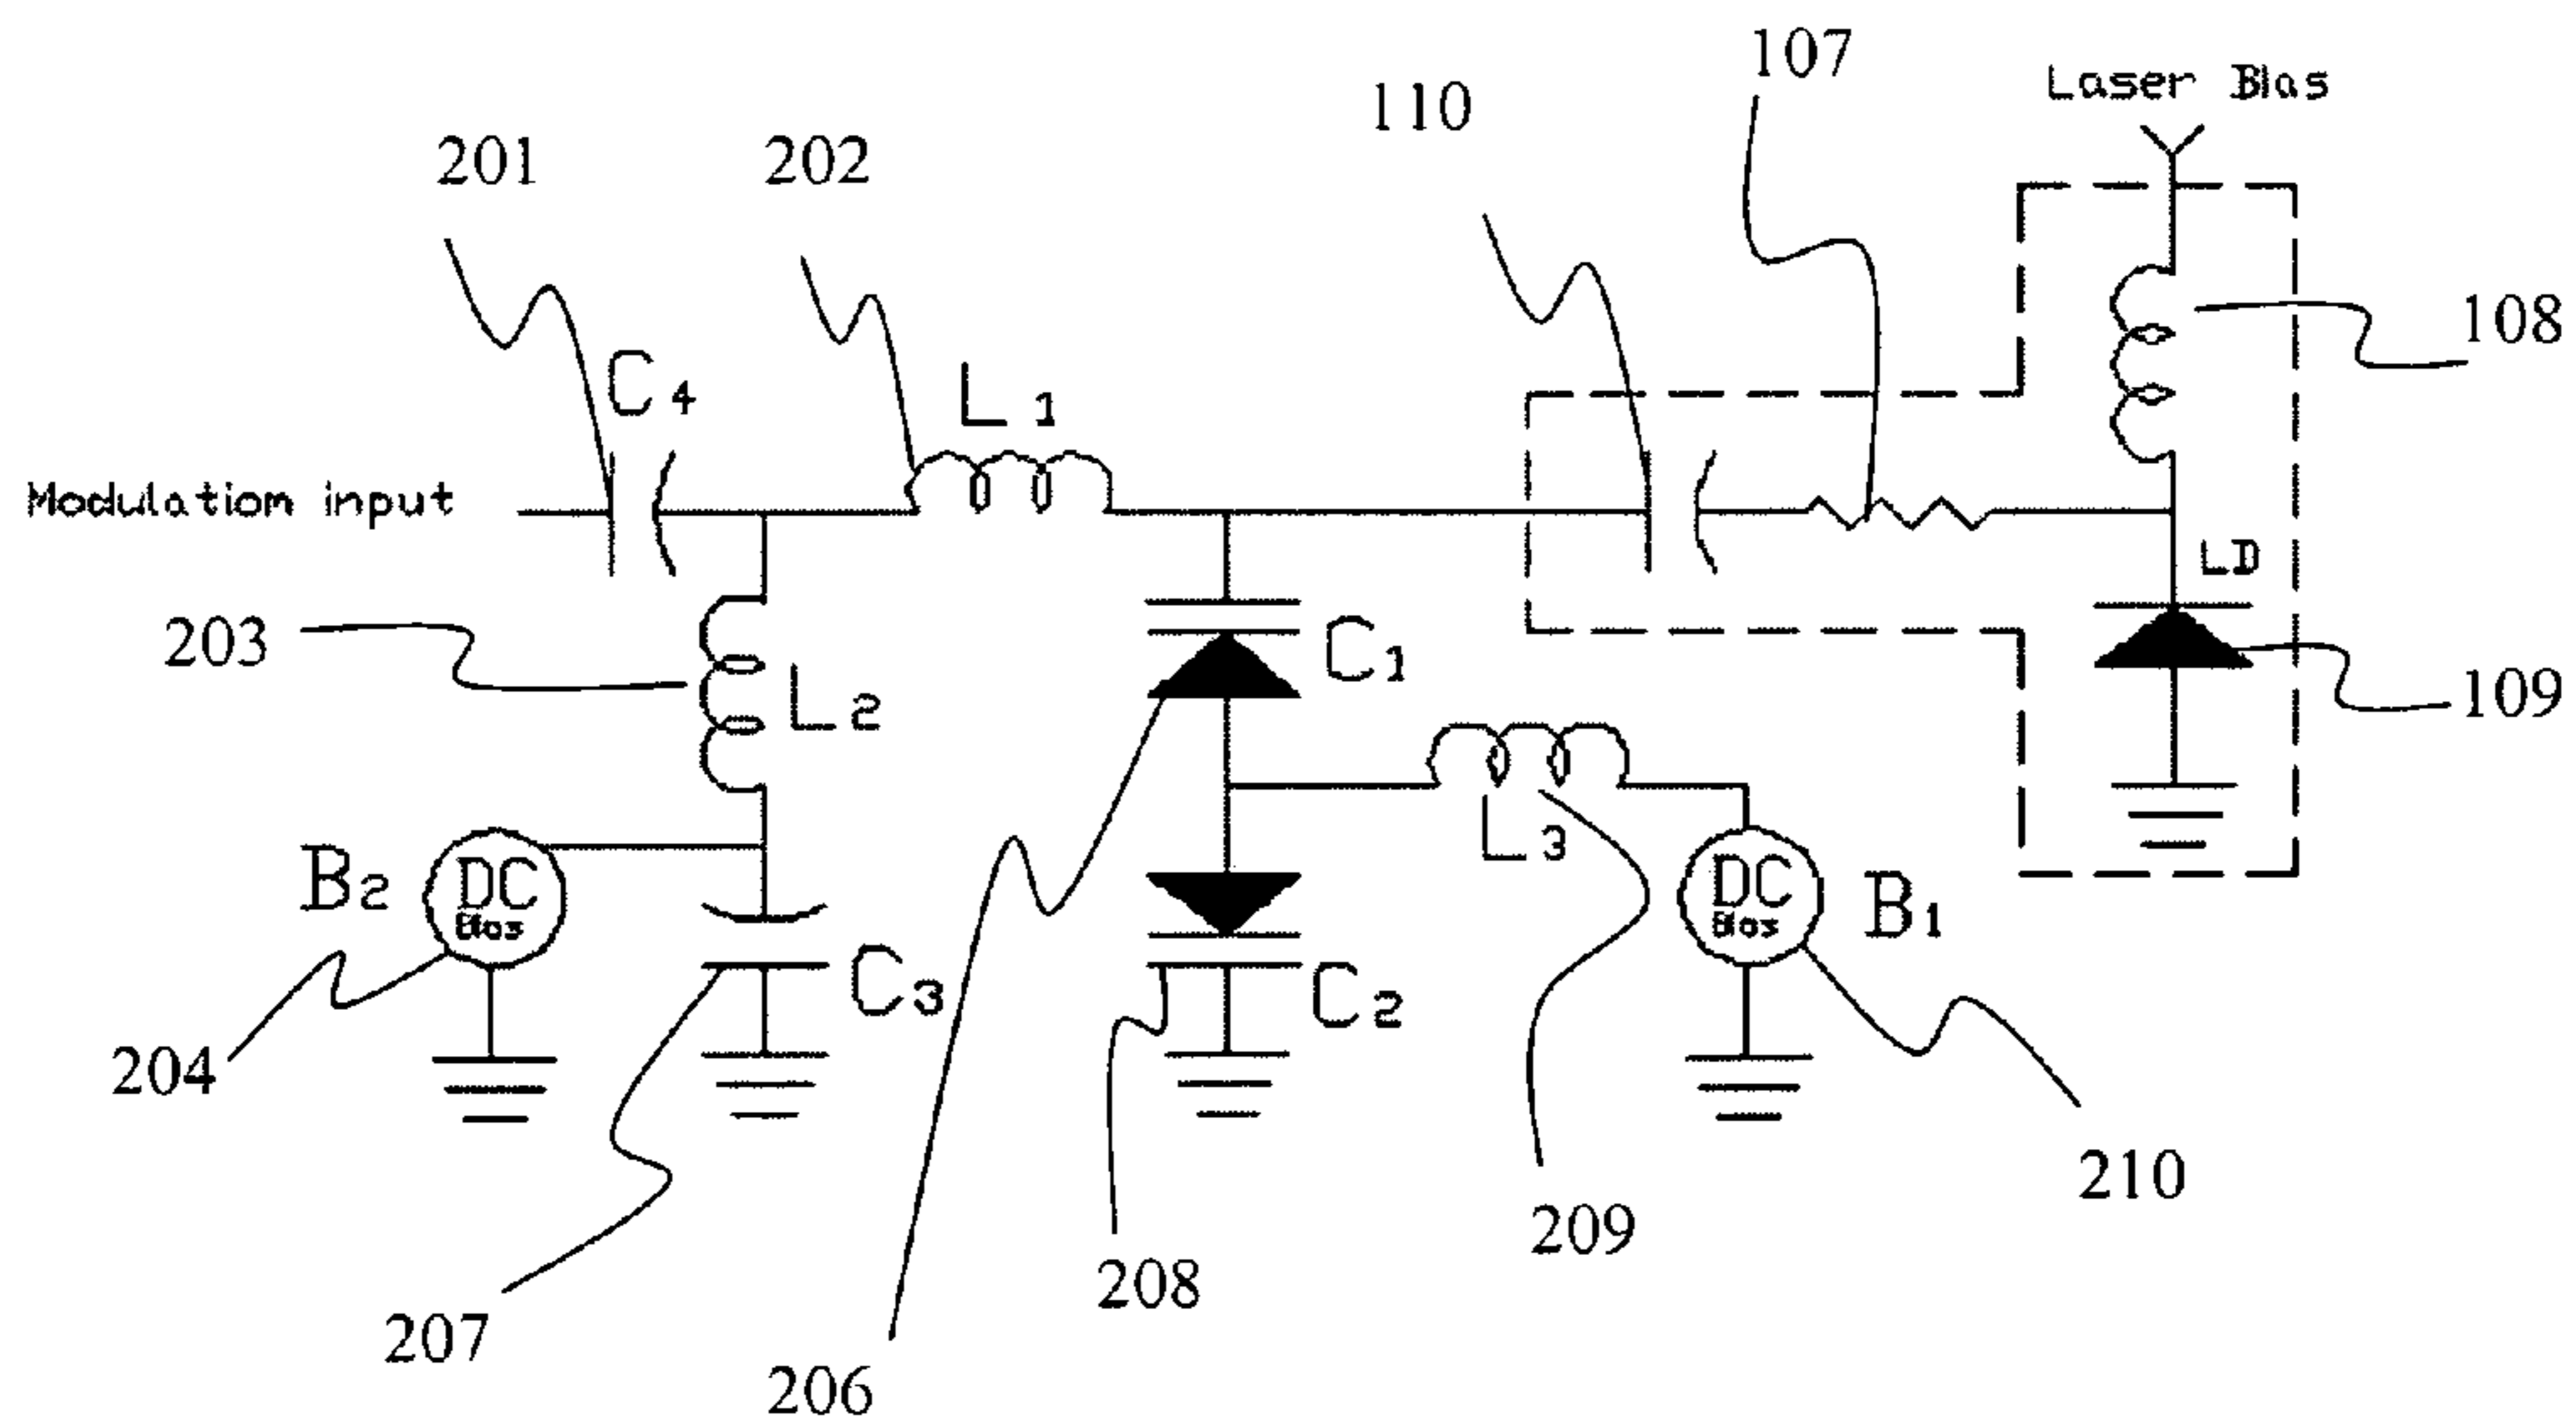 107
Laser Bias
110
201
202
108
C4
L1
Modulation input
LD
203
C1
109
L2
L3
B2
DC
Bias
DC
Bias
B1
C3
C2
204
210
209
208
207
206